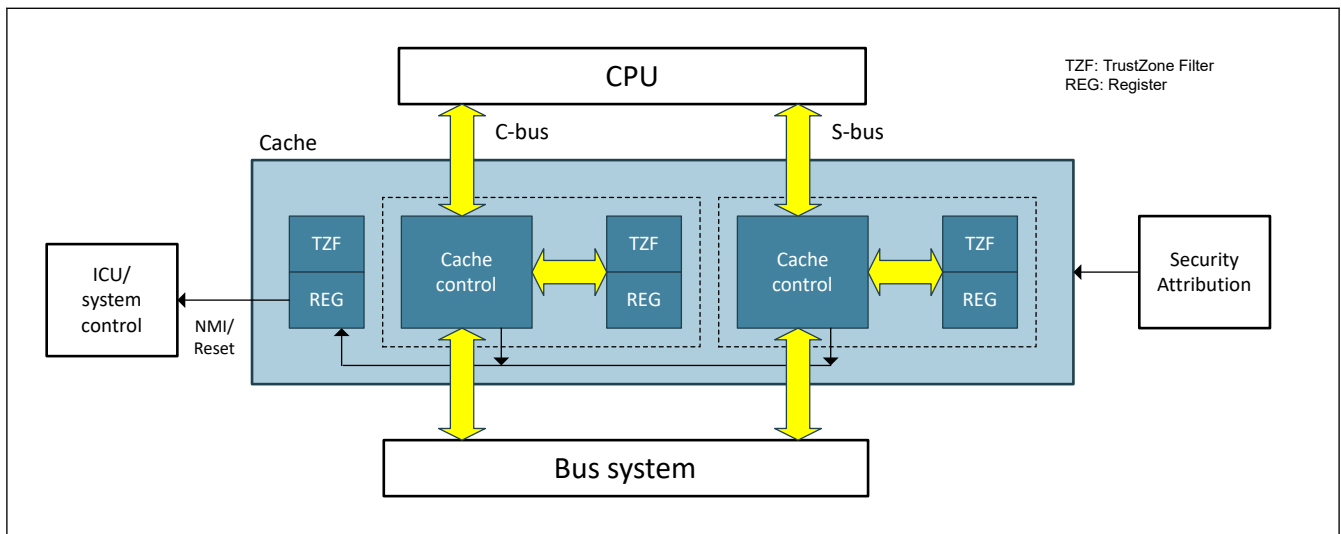 CPU
TZF: TrustZone Filter
REG: Register
C-bus
S-bus
Cache
TZF
REG
Cache
control
TZF
REG
Cache
control
TZF
REG
ICU/
system
control
NMI/
Reset
Security
Attribution
Bus system